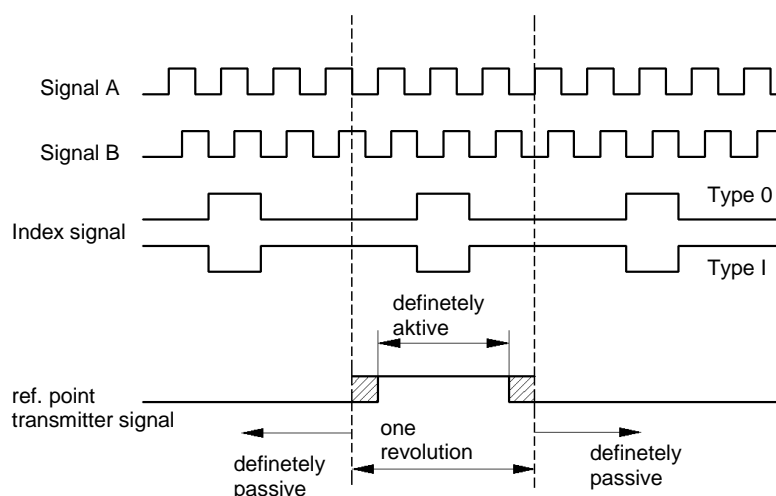 Signal A
Signal B
Type 0
Index signal
Type I
definetely
aktive
ref. point
transmitter signal
one
revolution
definetely
passive
definetely
passive